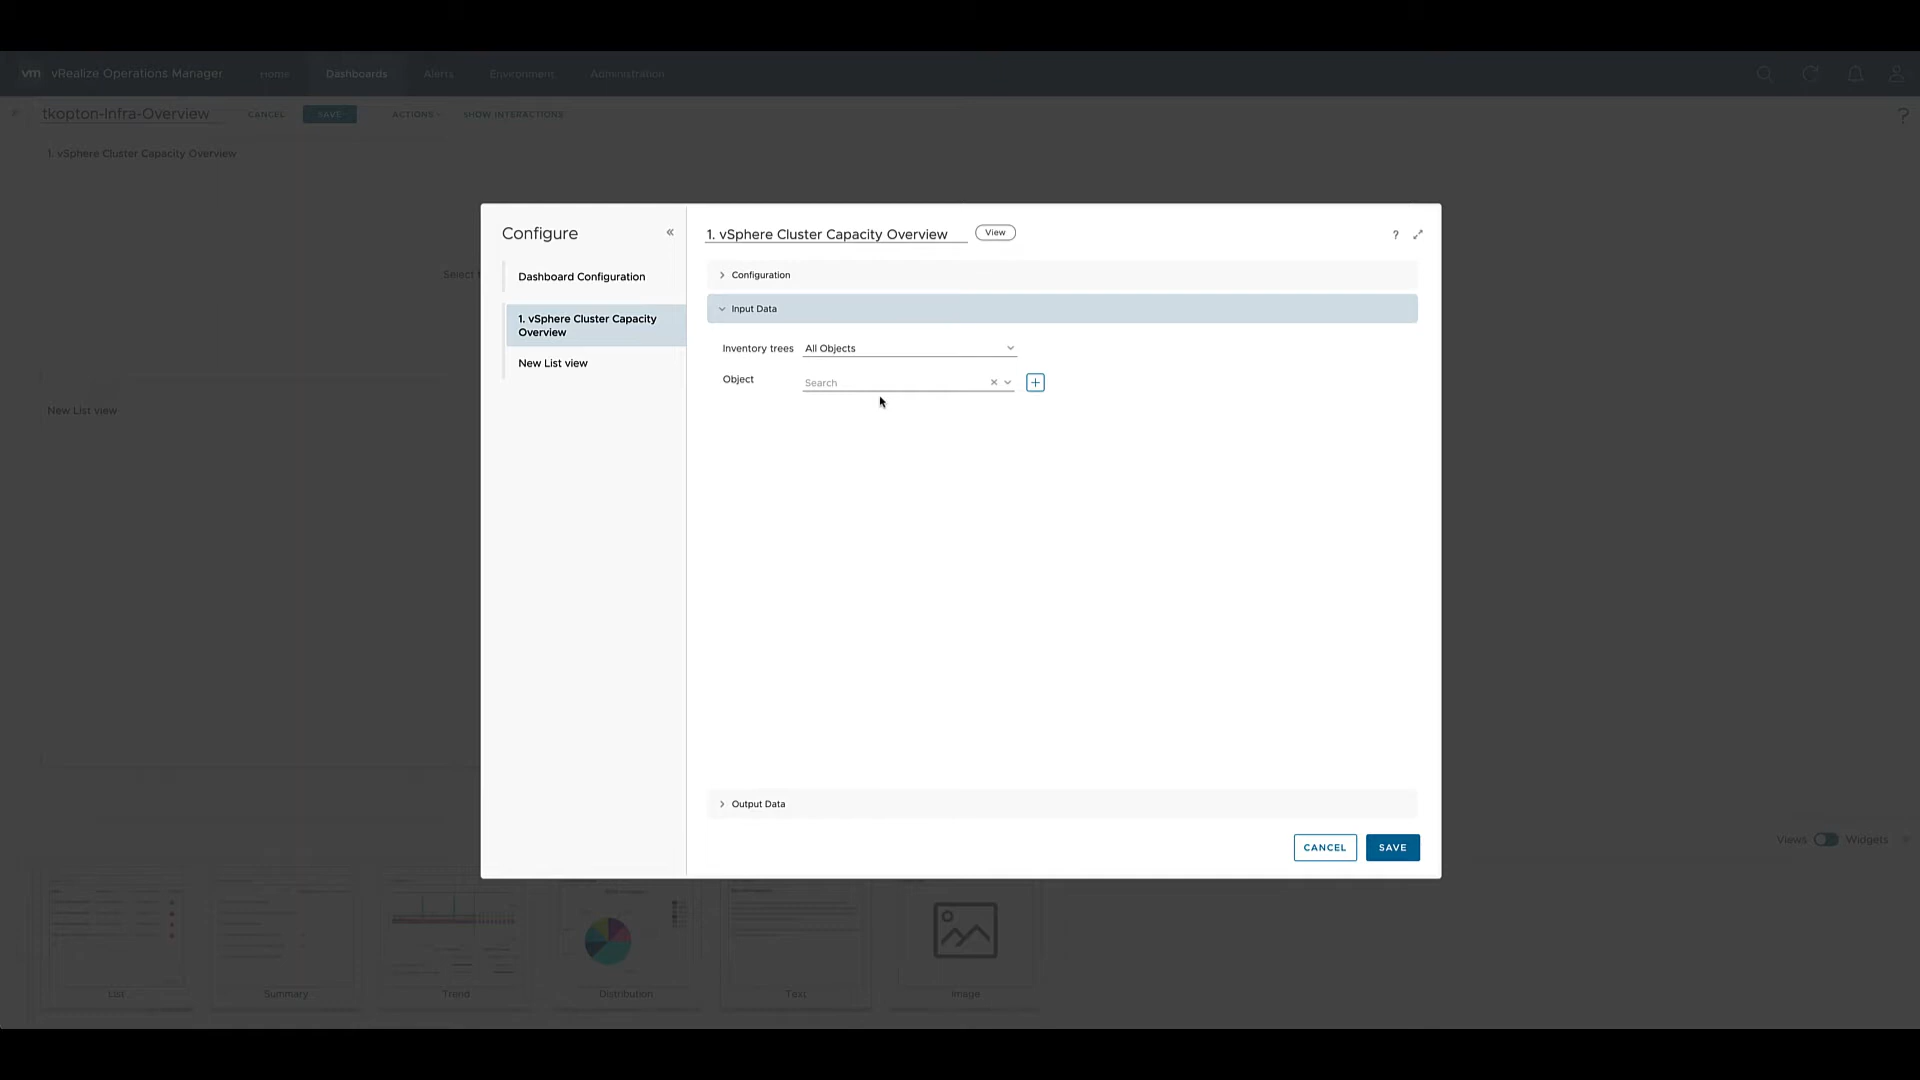 vm vRealize Operations Manager Home Dashboards Alerts Environment Administration
tkopton-Infra-Overview CANCEL SAVE ACTIONS SHOW INTERACTIONS ?
1. vSphere Cluster Capacity Overview
Configure «
1. vSphere Cluster Capacity Overview View ?
Dashboard Configuration
1. vSphere Cluster Capacity
Overview
New List view
Configuration
Input Data
Inventory trees All Objects
Object Search
Select
New List view
Output Data
CANCEL SAVE
Views Widgets
List Summary Trend Distribution Text Image